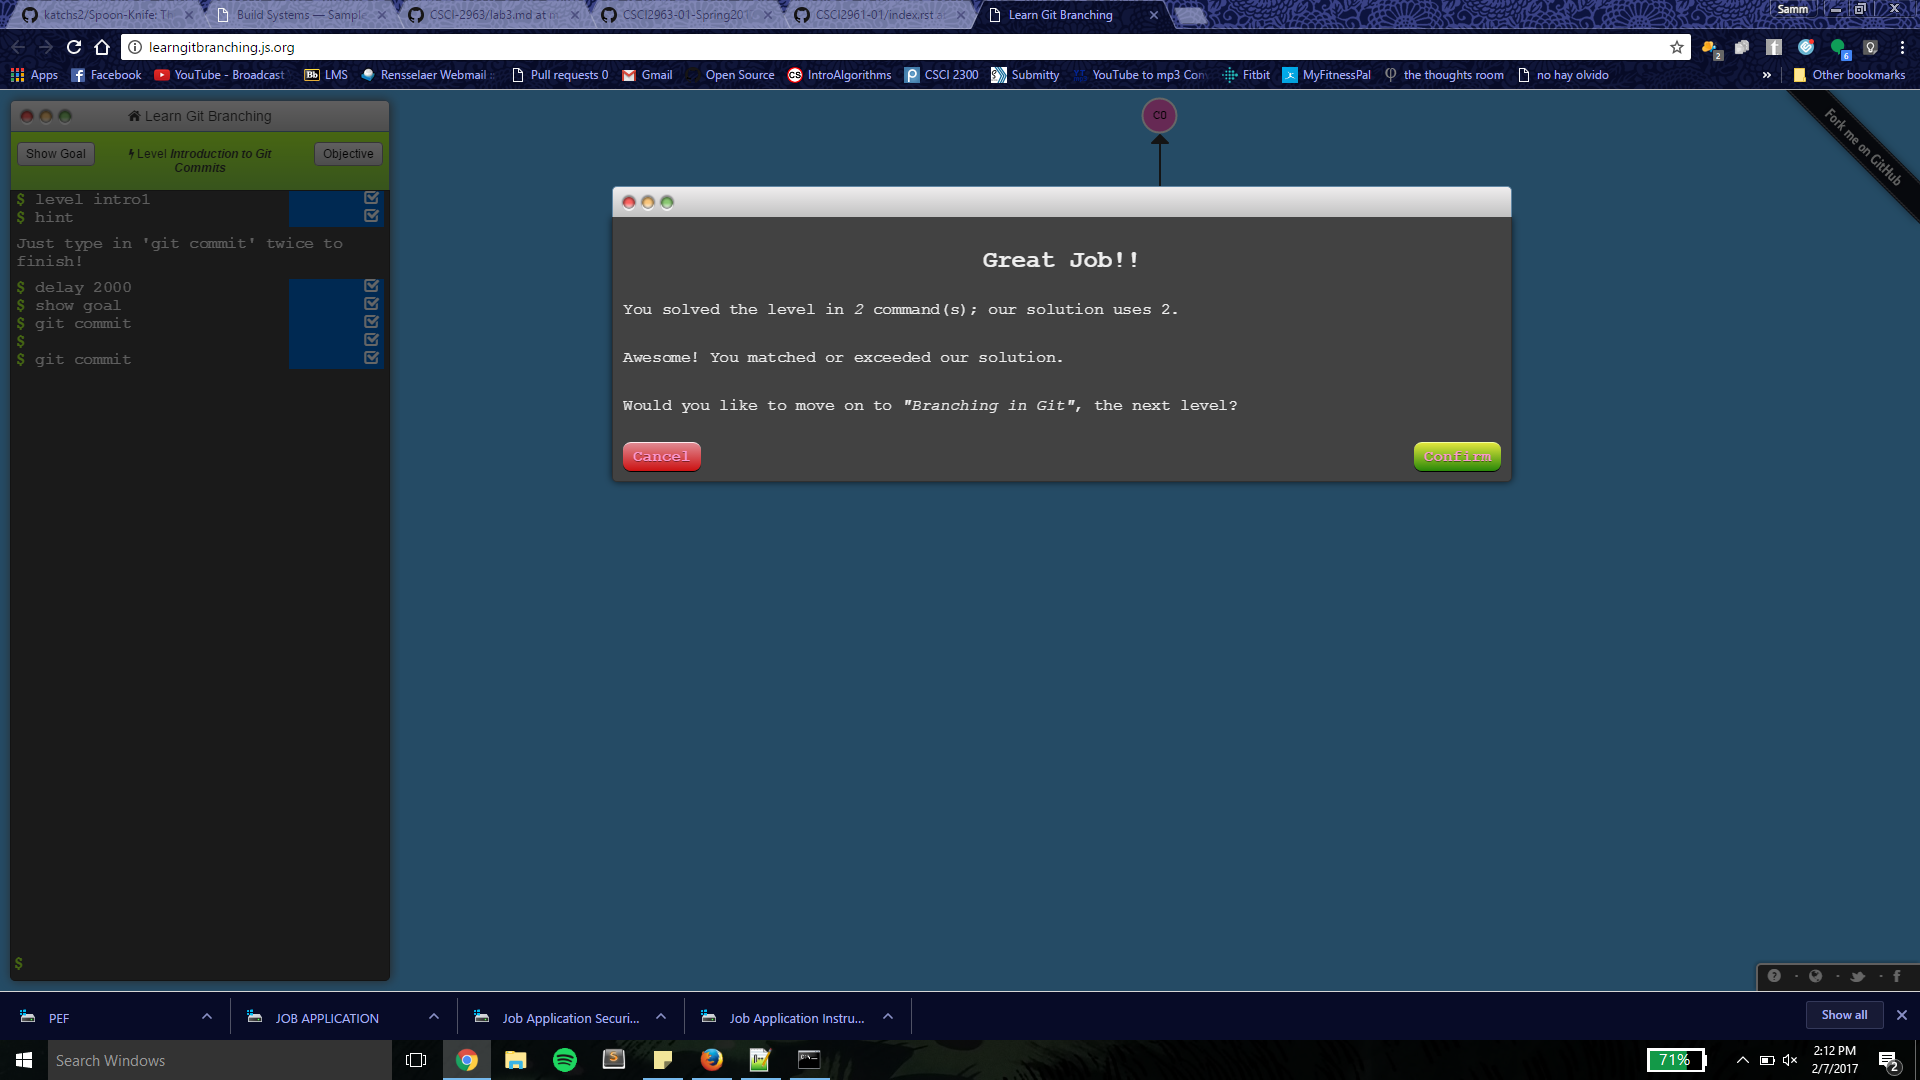 katchs2/Spoon-Knife: T
Build Systems — Sampl
CSCI-2963/lab3.md at
CSCI2963-01-Spring201
CSCI2961-01/index.rst a
Learn Git Branching
Samm
learngitbranching.js.org
2
6
Apps
Facebook
YouTube - Broadcast
Bb LMS
Rensselaer Webmail :
Pull requests 0
Gmail
Open Source
CS IntroAlgorithms
CSCI 2300
Submitty
YouTube to mp3 Con
Fitbit
MyFitnessPal
φ the thoughts room
no hay olvido
»
Other bookmarks
Learn Git Branching
Show Goal
Level Introduction to Git
Commits
Objective
$ level intro1
$ hint
Just type in 'git commit' twice to
finish!
$ delay 2000
$ show goal
$ git commit
$
$ git commit
$
C0
Fork me on GitHub
Great Job!!
You solved the level in 2 command(s); our solution uses 2.
Awesome! You matched or exceeded our solution.
Would you like to move on to "Branching in Git", the next level?
Cancel
Confirm
PEF
JOB APPLICATION
Job Application Securi...
Job Application Instru...
Show all
Search Windows
71%
2:12 PM
2/7/2017
2